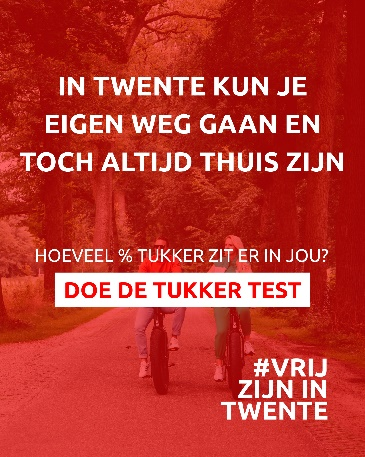 IN TWENTE KUN JE
EIGEN WEG GAAN EN
TOCH ALTIJD THUIS ZIJN
HOEVEEL % TUKKER ZIT ER IN JOU?
DOE DE TUKKER TEST
#VRIJ
ZIJN IN
TWENTE